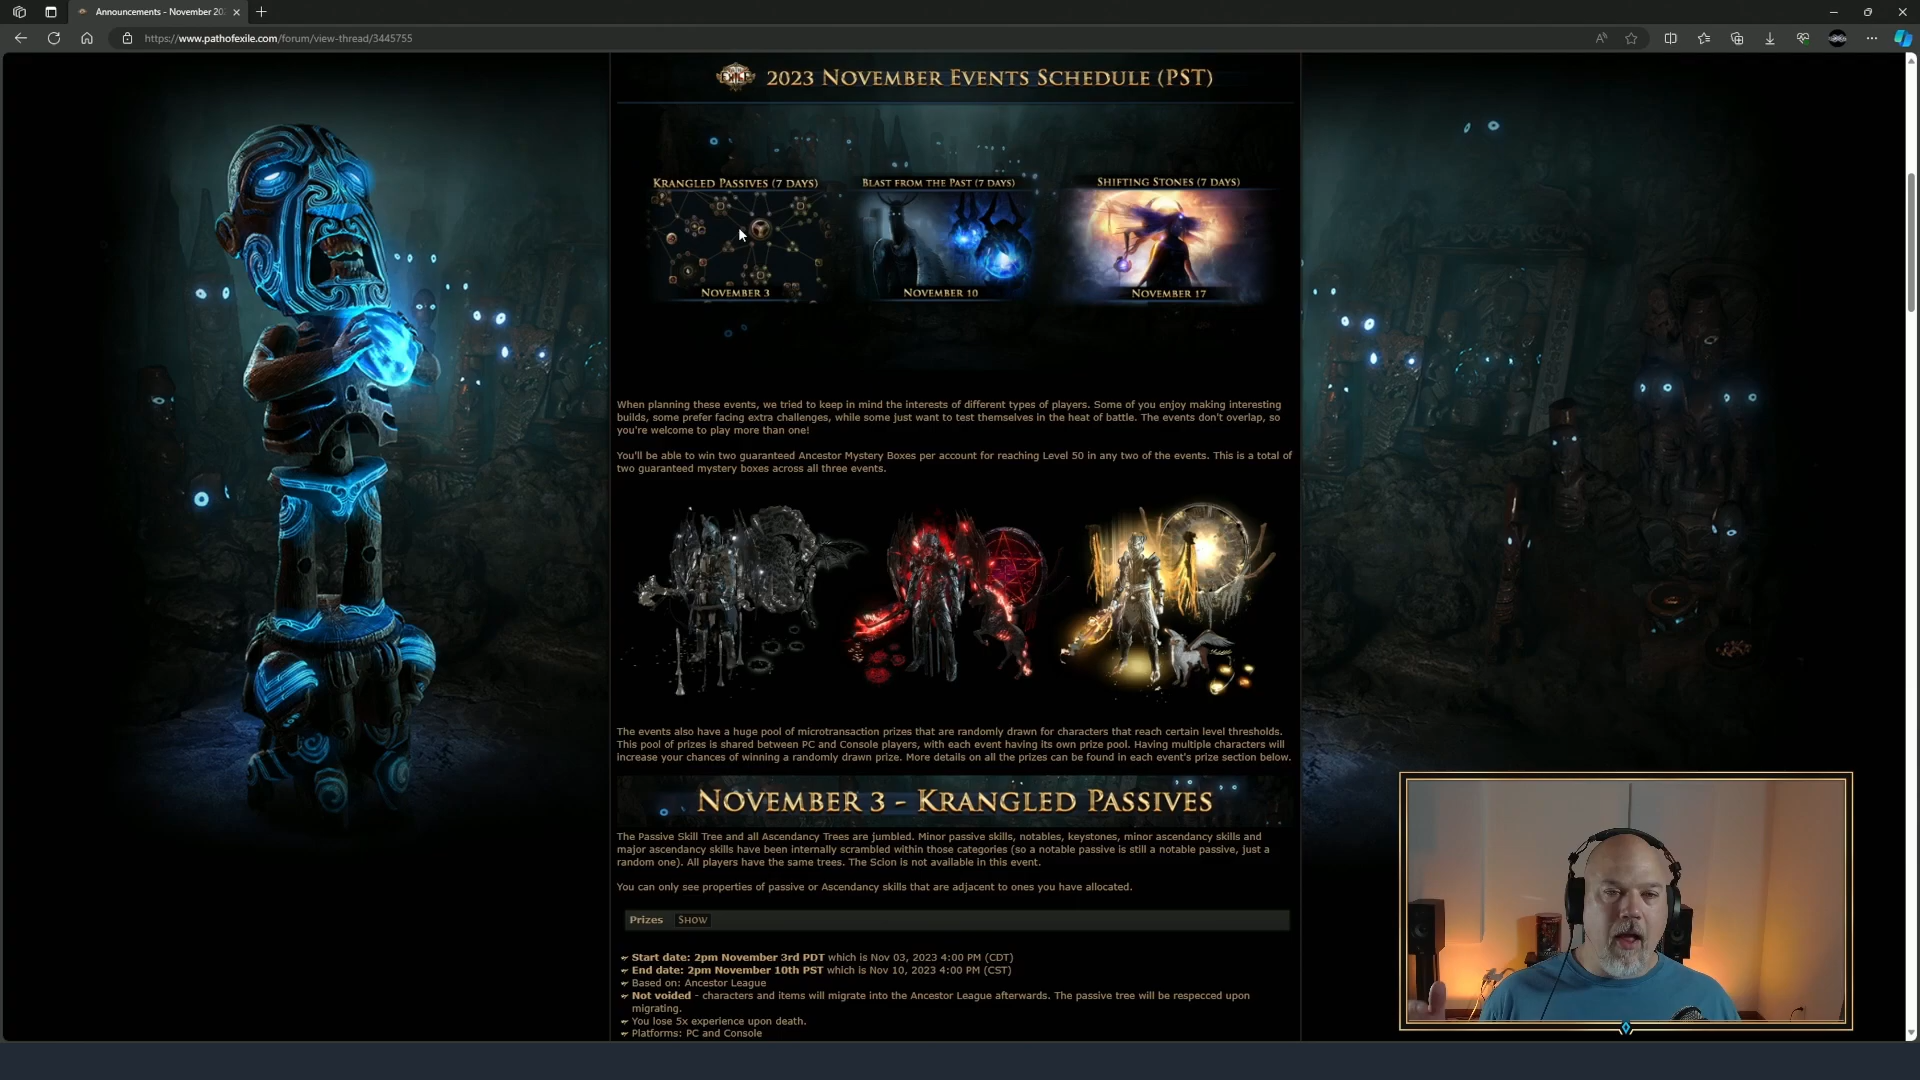 Announcements - November 20
https://www.pathofexile.com/forum/view-thread/3445755
2023 November Events Schedule (PST)
Krangled Passives (7 Days)
Blast from the Past (7 Days)
Shifting Stones (7 Days)
November 3
November 10
November 17
When planning these events, we tried to keep in mind the interests of different types of players. Some of you enjoy making interesting
builds, some prefer facing extra challenges, while some just want to test themselves in the heat of battle. The events don't overlap, so
you're welcome to play more than one!
You'll be able to win two guaranteed Ancestor Mystery Boxes per account for reaching Level 50 in any two of the events. This is a total of
two guaranteed mystery boxes across all three events.
The events also have a huge pool of microtransaction prizes that are randomly drawn for characters that reach certain level thresholds.
This pool of prizes is shared between PC and Console players, with each event having its own prize pool. Having multiple characters will
increase your chances of winning a randomly drawn prize. More details on all the prizes can be found in each event's prize section below.
November 3 - Krangled Passives
The Passive Skill Tree and all Ascendancy Trees are jumbled. Minor passive skills, notables, keystones, minor ascendancy skills and
major ascendancy skills have been internally scrambled within those categories (so a notable passive is still a notable passive, just a
random one). All players have the same trees. The Scion is not available in this event.
You can only see properties of passive or Ascendancy skills that are adjacent to ones you have allocated.
Prizes Show
Start date: 2pm November 3rd PDT which is Nov 03, 2023 4:00 PM (CDT)
End date: 2pm November 10th PST which is Nov 10, 2023 4:00 PM (CST)
Based on: Ancestor League
Not voided - characters and items will migrate into the Ancestor League afterwards. The passive tree will be respecced upon
migrating.
You lose 5x experience upon death.
Platforms: PC and Console